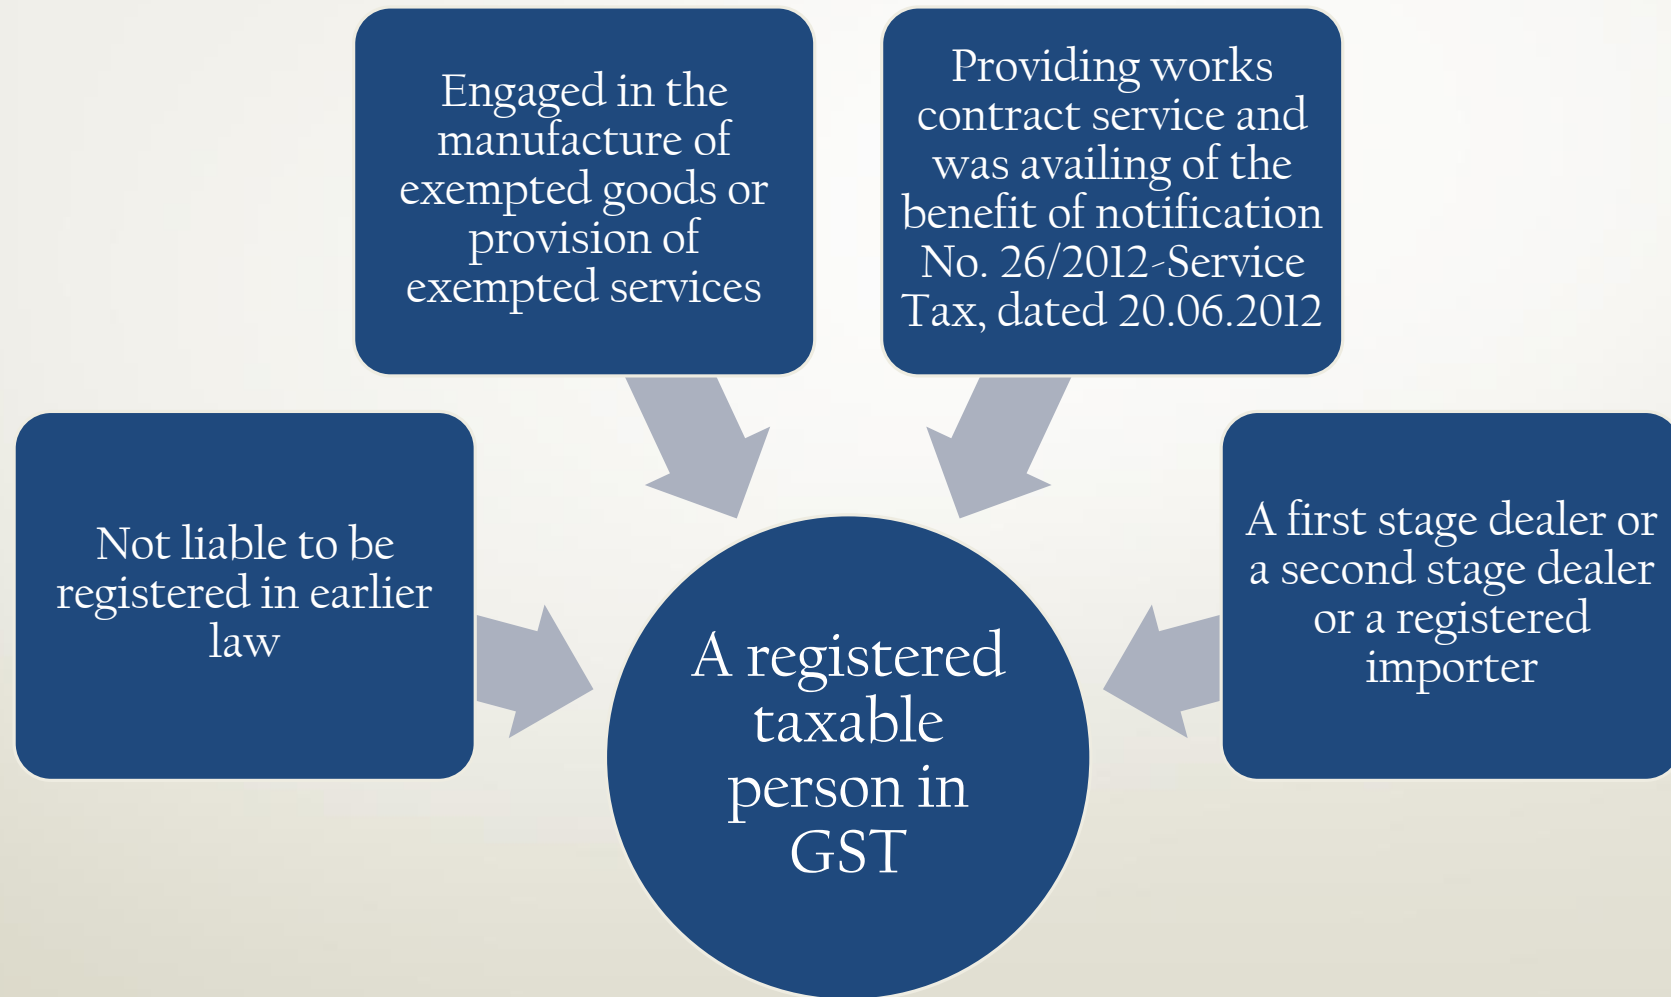 Engaged in the
manufacture of
exempted goods or
provision of
exempted services
Providing works
contract service and
was availing of the
benefit of notification
No. 26/2012-Service
Tax, dated 20.06.2012
Not liable to be
registered in earlier
law
A first stage dealer or
a second stage dealer
or a registered
importer
A registered
taxable
person in
GST